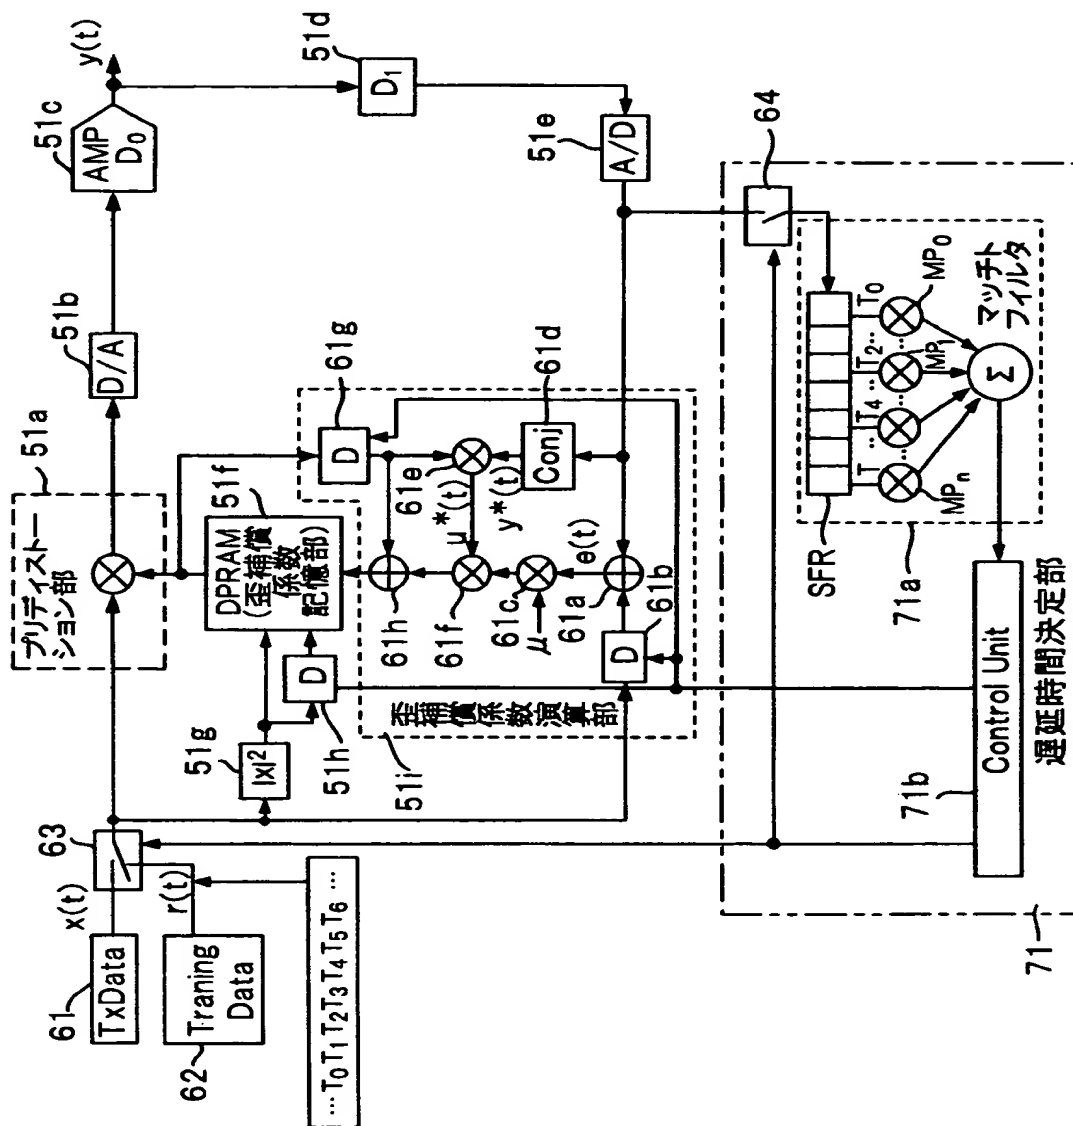 61
TxData
x(t)
63
62
Traning
Data
r(t)
…T0 T1 T2 T3 T4 T5 T6 …
プリディストー
ション部
51a
51b
D/A
51c
AMP
D0
y(t)
51d
D1
51e
A/D
51g
|x|²
51h
D
51f
DPRAM
(歪補償
係数
記憶部)
51i
歪補償係数演算部
61g
D
61h
61e
u*(t)
y*(t)
61d
Conj
61f
61c
μ
e(t)
61a
61b
D
64
SFR
T
‥
T4
‥
T2
‥
T0
MPn
…
…
MP1
…
MP0
マッチト
フィルタ
Σ
71a
71b
Control Unit
遅延時間決定部
71